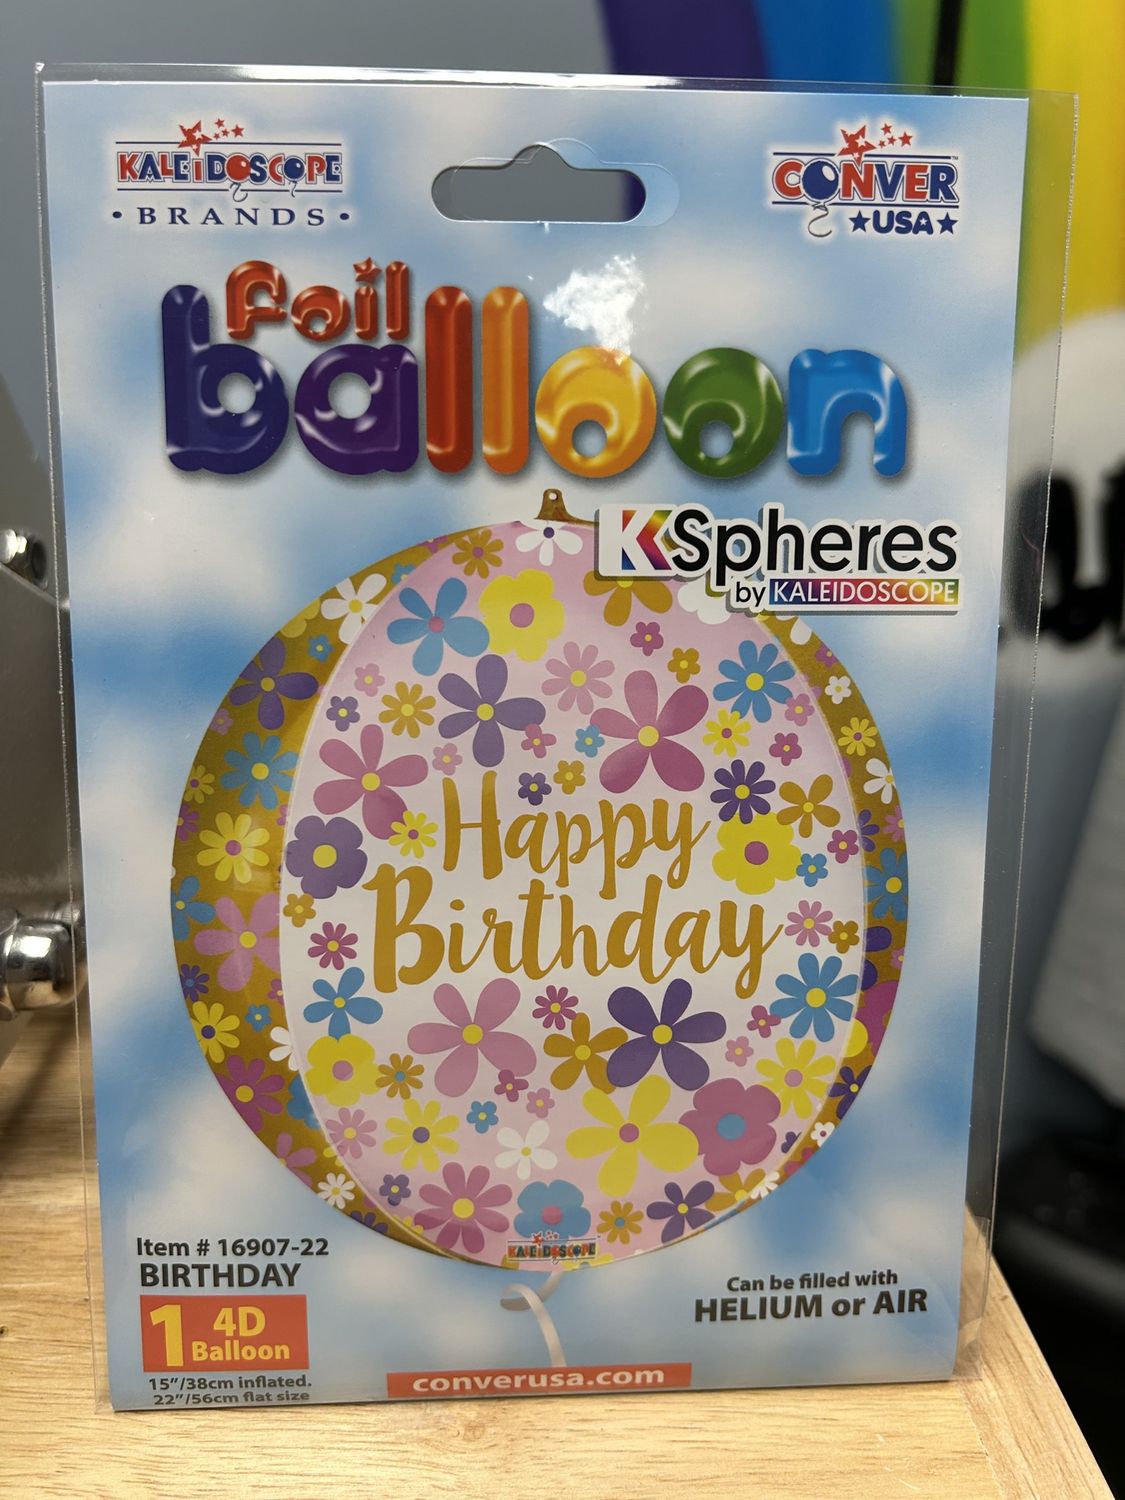 KALEiDOSCOPE
• BRANDS •
CONVER™
★USA★
Foil
balloon
KSpheres
by KALEIDOSCOPE
Happy
Birthday
KALEiDOSCOPE
Item # 16907-22
BIRTHDAY
1 4D
Balloon
15"/38cm inflated.
22"/56cm flat size
Can be filled with
HELIUM or AIR
converusa.com